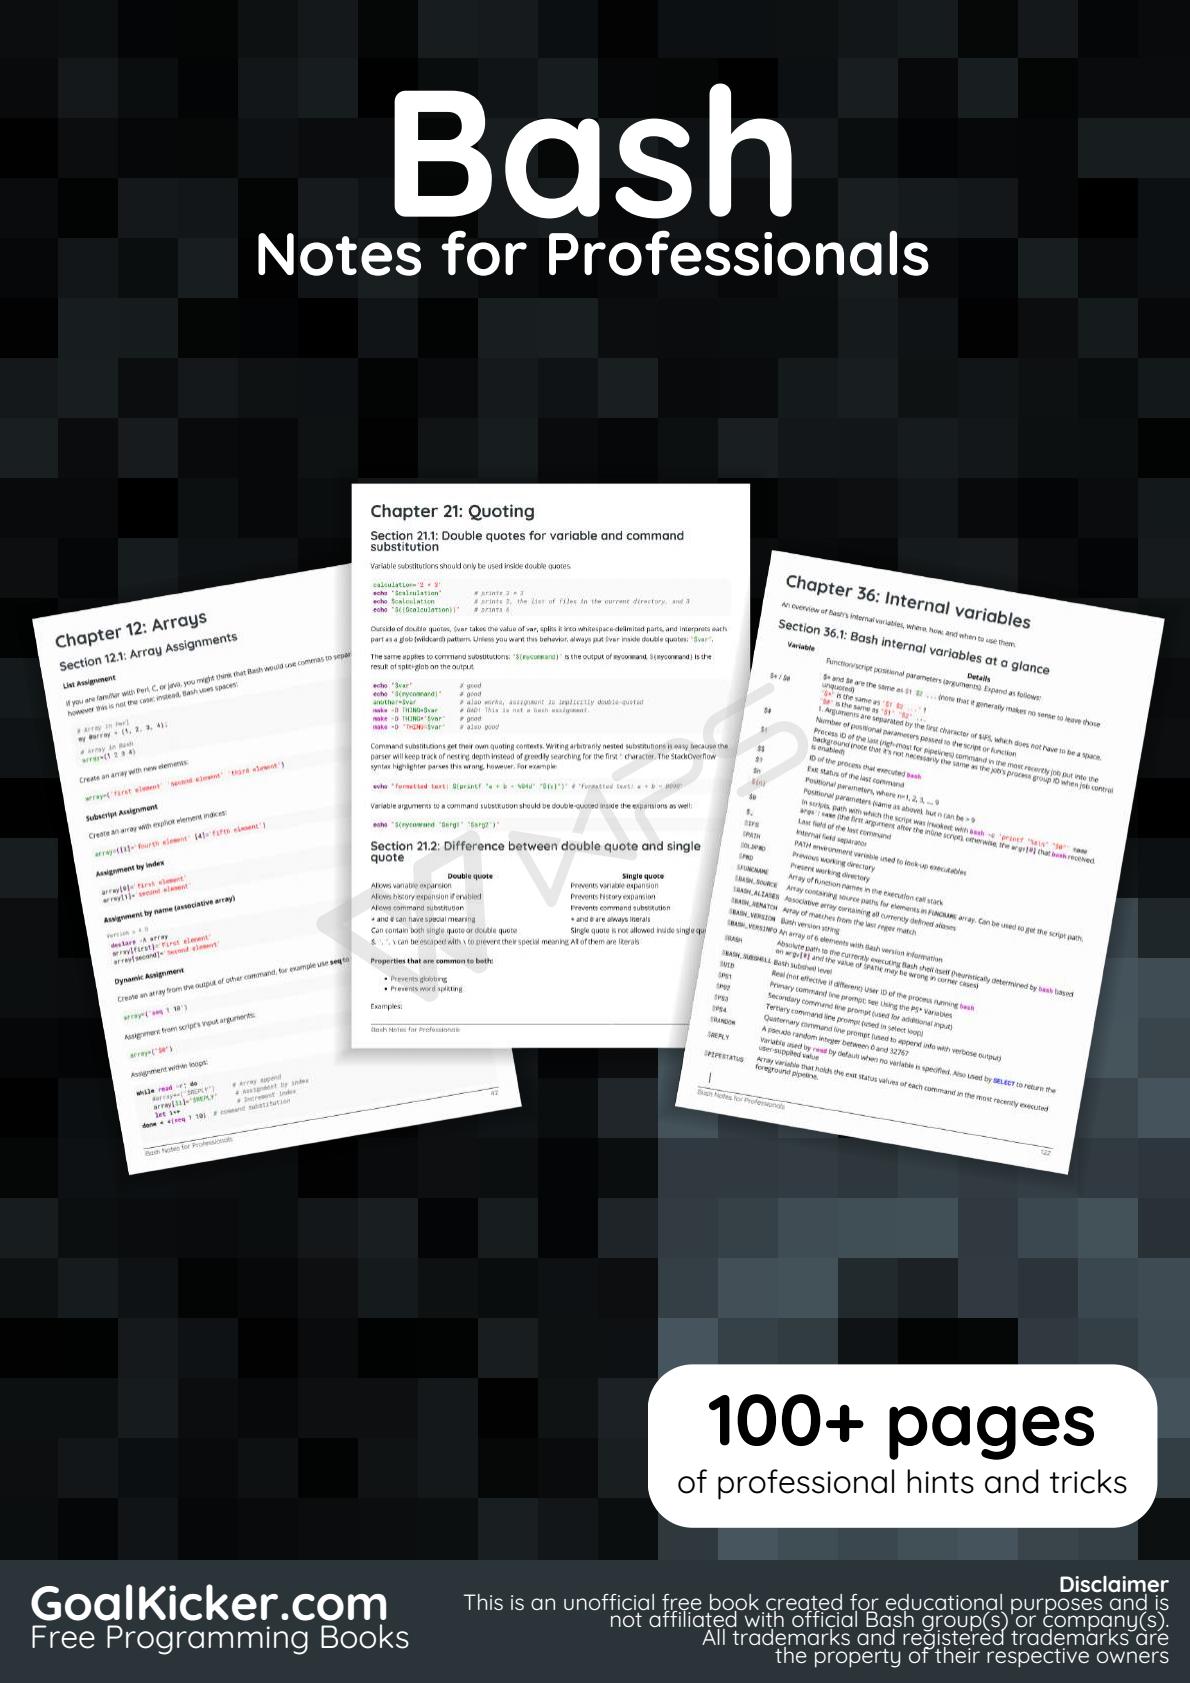 Bash
Notes for Professionals
Chapter 12: Arrays
Section 12.1: Array Assignments
List Assignment
If you are familiar with Perl, C, or Java, you might think that Bash would use commas to separ
however this is not the case; instead, Bash uses spaces:
# Array in Perl
my @array = (1, 2, 3, 4);
# Array in Bash
array=(1 2 3 4)
Create an array with new elements:
array=('first element' 'second element' 'third element')
Subscript Assignment
Create an array with explicit element indices:
array=([3]='fourth element' [4]='fifth element')
Assignment by index
array[0]='first element'
array[1]='second element'
Assignment by name (associative array)
Version ≥ 4.0
declare -A array
array[first]='First element'
array[second]='Second element'
Dynamic Assignment
Create an array from the output of other command, for example use seq to
array=(`seq 1 10`)
Assignment from script's input arguments:
array=("$@")
Assignment within loops:
while read -r; do
#array+=("$REPLY") # Array append
array[$i]="$REPLY" # Assignment by index
let i++ # Increment index
done < <(seq 1 10) # command substitution
Bash Notes for Professionals
42
Chapter 21: Quoting
Section 21.1: Double quotes for variable and command
substitution
Variable substitutions should only be used inside double quotes.
calculation='2 * 3'
echo "$calculation" # prints 2 * 3
echo $calculation # prints 2, the list of files in the current directory, and 3
echo "$(($calculation))" # prints 6
Outside of double quotes, $var takes the value of var, splits it into whitespace-delimited parts, and interprets each
part as a glob (wildcard) pattern. Unless you want this behavior, always put $var inside double quotes: "$var".
The same applies to command substitutions: "$(mycommand)" is the output of mycommand, $(mycommand) is the
result of split+glob on the output.
echo "$var" # good
echo "$(mycommand)" # good
another=$var # also works, assignment is implicitly double-quoted
make -D THING=$var # BAD! This is not a bash assignment.
make -D THING="$var" # good
make -D "THING=$var" # also good
Command substitutions get their own quoting contexts. Writing arbitrarily nested substitutions is easy because the
parser will keep track of nesting depth instead of greedily searching for the first " character. The StackOverflow
syntax highlighter parses this wrong, however. For example:
echo "formatted text: $(printf "a + b = %04d" "${c}")" # "formatted text: a + b = 0000"
Variable arguments to a command substitution should be double-quoted inside the expansions as well:
echo "$(mycommand "$arg1" "$arg2")"
Section 21.2: Difference between double quote and single
quote
Double quote Single quote
Allows variable expansion Prevents variable expansion
Allows history expansion if enabled Prevents history expansion
Allows command substitution Prevents command substitution
* and @ can have special meaning * and @ are always literals
Can contain both single quote or double quote Single quote is not allowed inside single quo
$, `, ", \ can be escaped with \ to prevent their special meaning All of them are literals
Properties that are common to both:
• Prevents globbing
• Prevents word splitting
Examples:
Bash Notes for Professionals
Chapter 36: Internal variables
An overview of Bash's internal variables, where, how, and when to use them.
Section 36.1: Bash internal variables at a glance
Variable Details
Function/script positional parameters (arguments). Expand as follows:
$* / $@ $* and $@ are the same as $1 $2 ... (note that it generally makes no sense to leave those
unquoted)
"$*" is the same as "$1 $2 ..." 1
"$@" is the same as "$1" "$2" ...
1. Arguments are separated by the first character of $IFS, which does not have to be a space.
$# Number of positional parameters passed to the script or function
$! Process ID of the last (righ-most for pipelines) command in the most recently job put into the
background (note that it's not necessarily the same as the job's process group ID when job control
is enabled)
$$ ID of the process that executed bash
$? Exit status of the last command
$n Positional parameters, where n=1, 2, 3, ..., 9
${n} Positional parameters (same as above), but n can be > 9
$0 In scripts, path with which the script was invoked; with bash -c 'printf "%s\n" "$0"' name
args': name (the first argument after the inline script), otherwise, the argv[0] that bash received.
$_ Last field of the last command
$IFS Internal field separator
$PATH PATH environment variable used to look-up executables
$OLDPWD Previous working directory
$PWD Present working directory
$FUNCNAME Array of function names in the execution call stack
$BASH_SOURCE Array containing source paths for elements in FUNCNAME array. Can be used to get the script path.
$BASH_ALIASES Associative array containing all currently defined aliases
$BASH_REMATCH Array of matches from the last regex match
$BASH_VERSION Bash version information
$BASH_VERSINFO An array of 6 elements with Bash version information
$BASH Absolute path to the currently executing Bash shell itself (heuristically determined by bash based
on argv[0] and the value of $PATH; may be wrong in corner cases)
$BASH_SUBSHELL Bash subshell level
$UID Real (not effective if different) User ID of the process running bash
$PS1 Primary command line prompt; see Using the PS* Variables
$PS2 Secondary command line prompt (used for additional input)
$PS3 Tertiary command line prompt (used in select loop)
$PS4 Quaternary command line prompt (used to append info with verbose output)
$RANDOM A pseudo random integer between 0 and 32767
$REPLY Variable used by read by default when no variable is specified. Also used by SELECT to return the
user-supplied value
$PIPESTATUS Array variable that holds the exit status values of each command in the most recently executed
foreground pipeline.
Bash Notes for Professionals
122
WPS
100+ pages
of professional hints and tricks
GoalKicker.com
Free Programming Books
Disclaimer
This is an unofficial free book created for educational purposes and is
not affiliated with official Bash group(s) or company(s).
All trademarks and registered trademarks are
the property of their respective owners